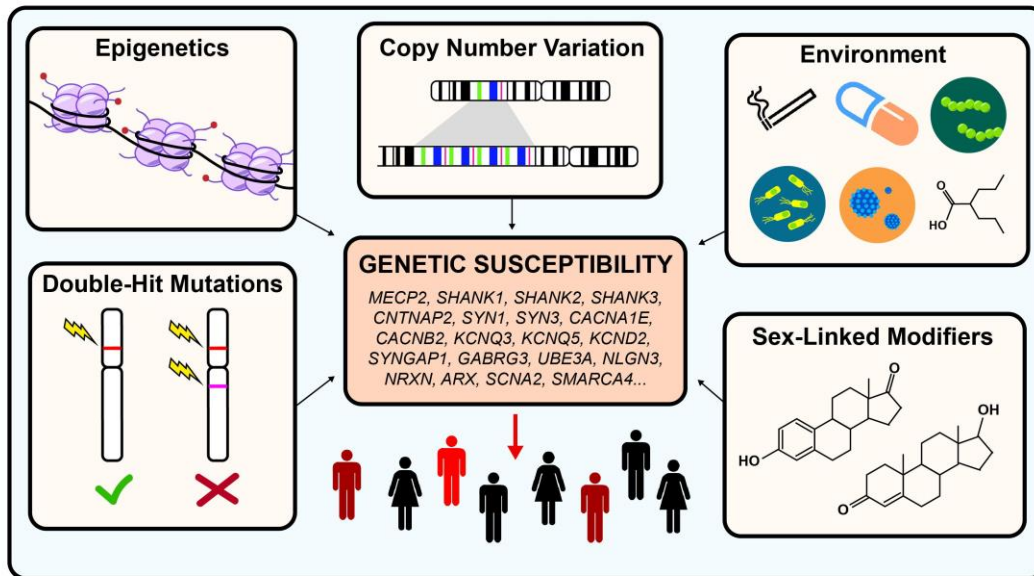 Epigenetics
Copy Number Variation
Environment
O
HO
Double-Hit Mutations
GENETIC SUSCEPTIBILITY
MECP2, SHANK1, SHANK2, SHANK3,
CNTNAP2, SYN1, SYN3, CACNA1E,
CACNB2, KCNQ3, KCNQ5, KCND2,
SYNGAP1, GABRG3, UBE3A, NLGN3,
NRXN, ARX, SCNA2, SMARCA4...
Sex-Linked Modifiers
O
HO
OH
O